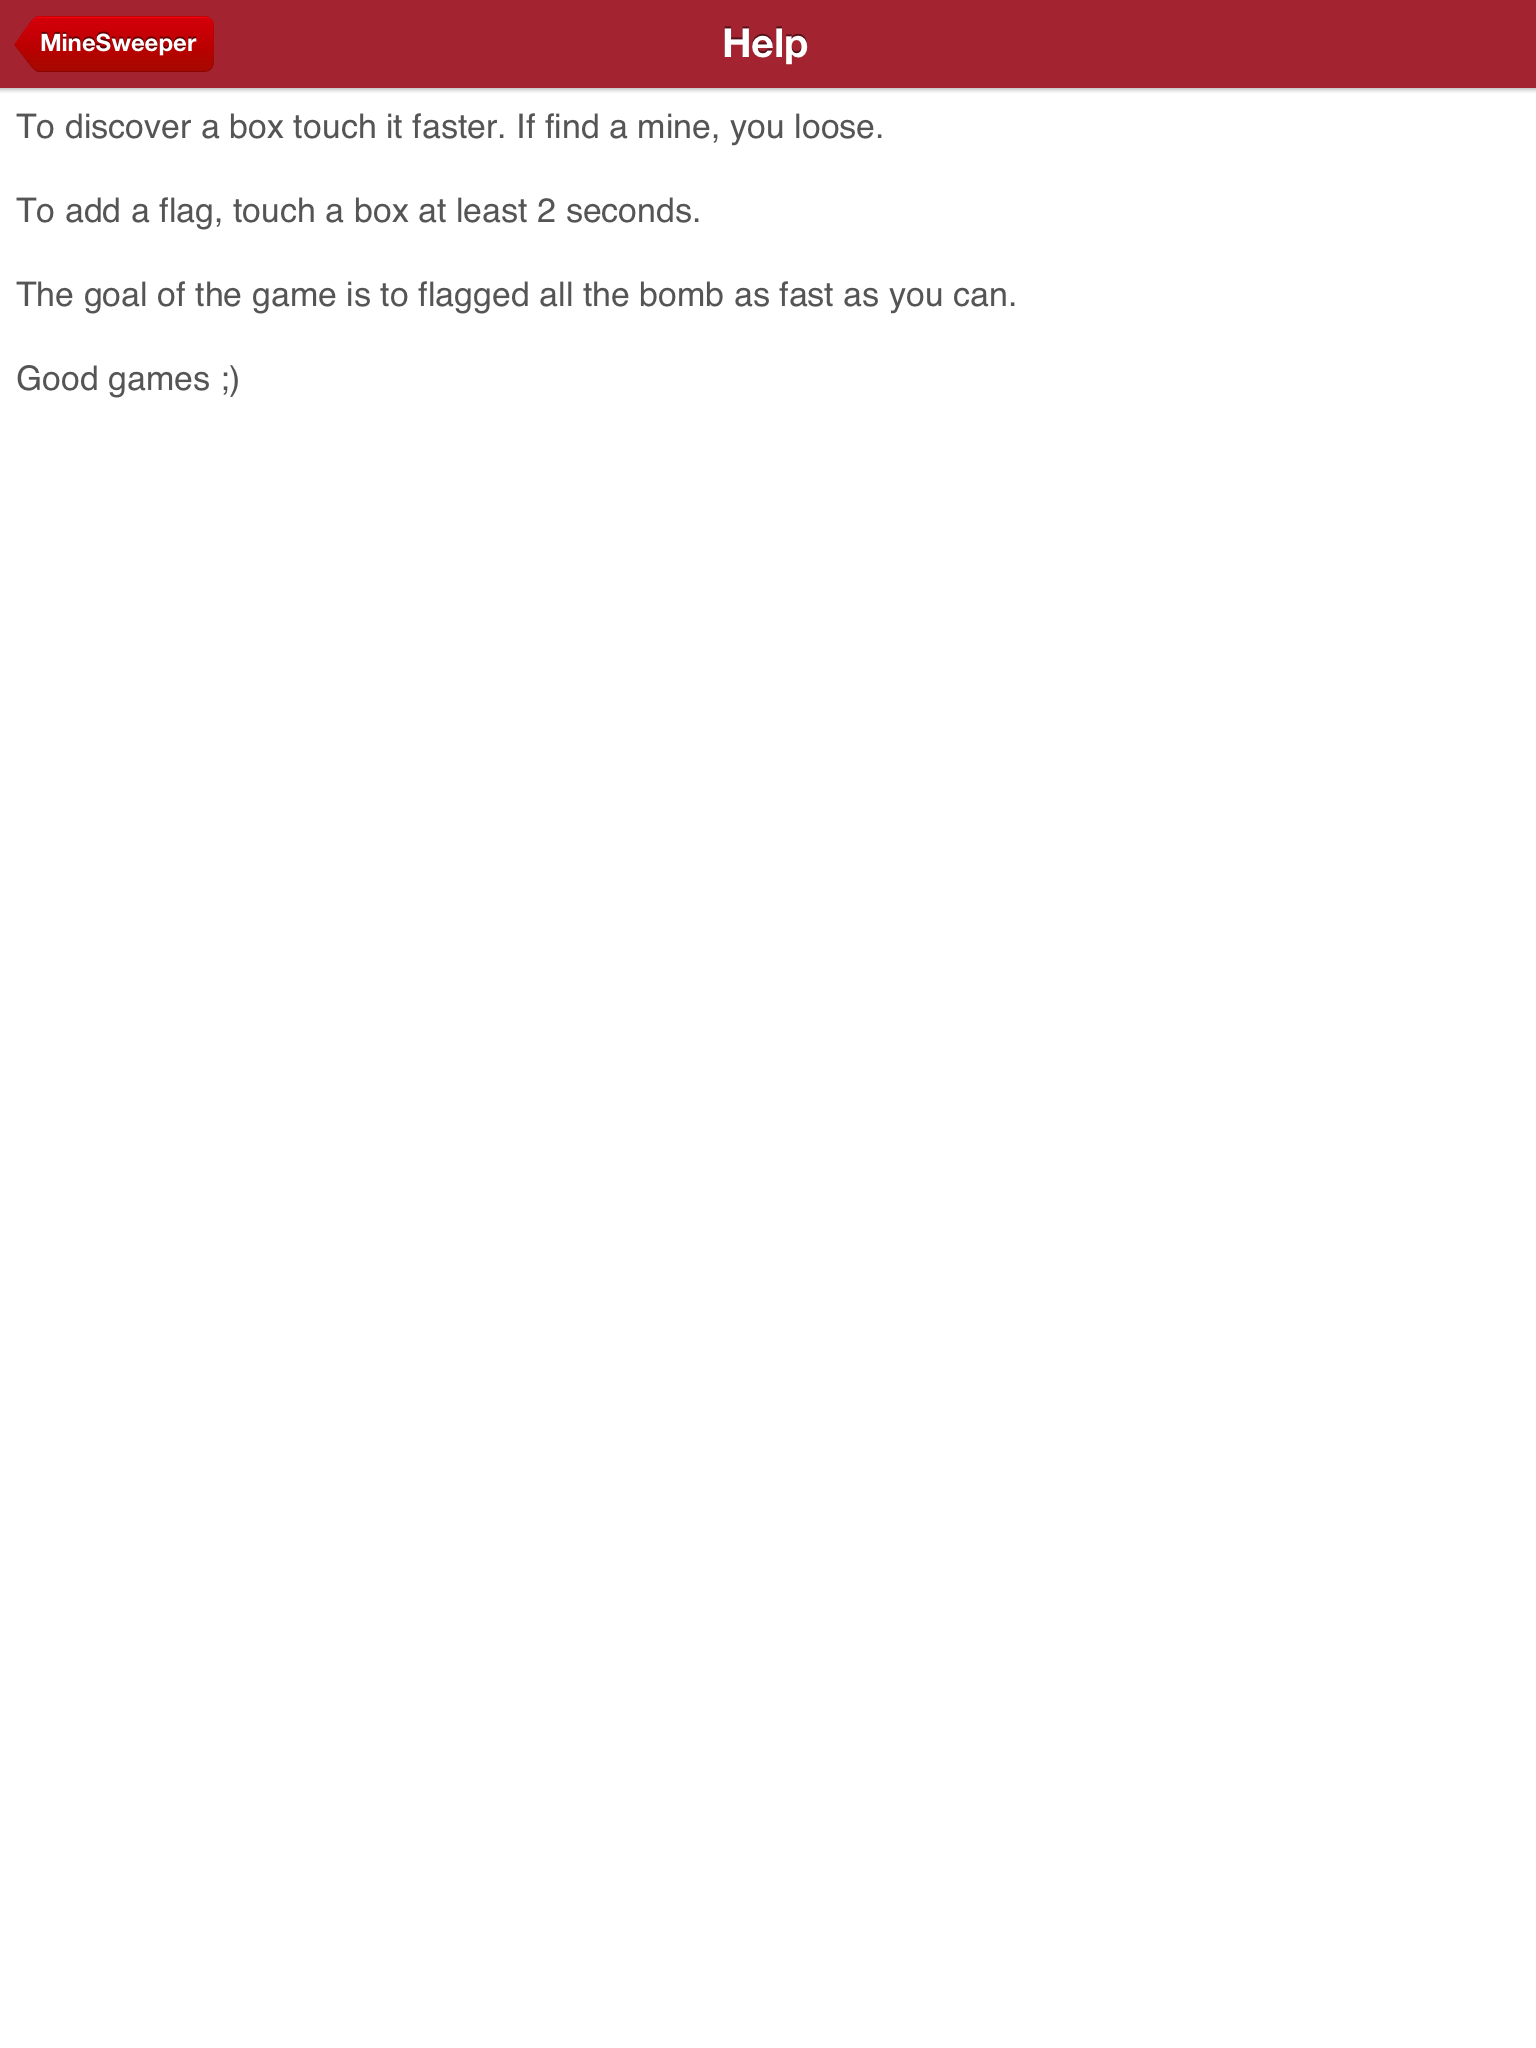 MineSweeper
Help
To discover a box touch it faster. If find a mine, you loose.
To add a flag, touch a box at least 2 seconds.
The goal of the game is to flagged all the bomb as fast as you can.
Good games ;)